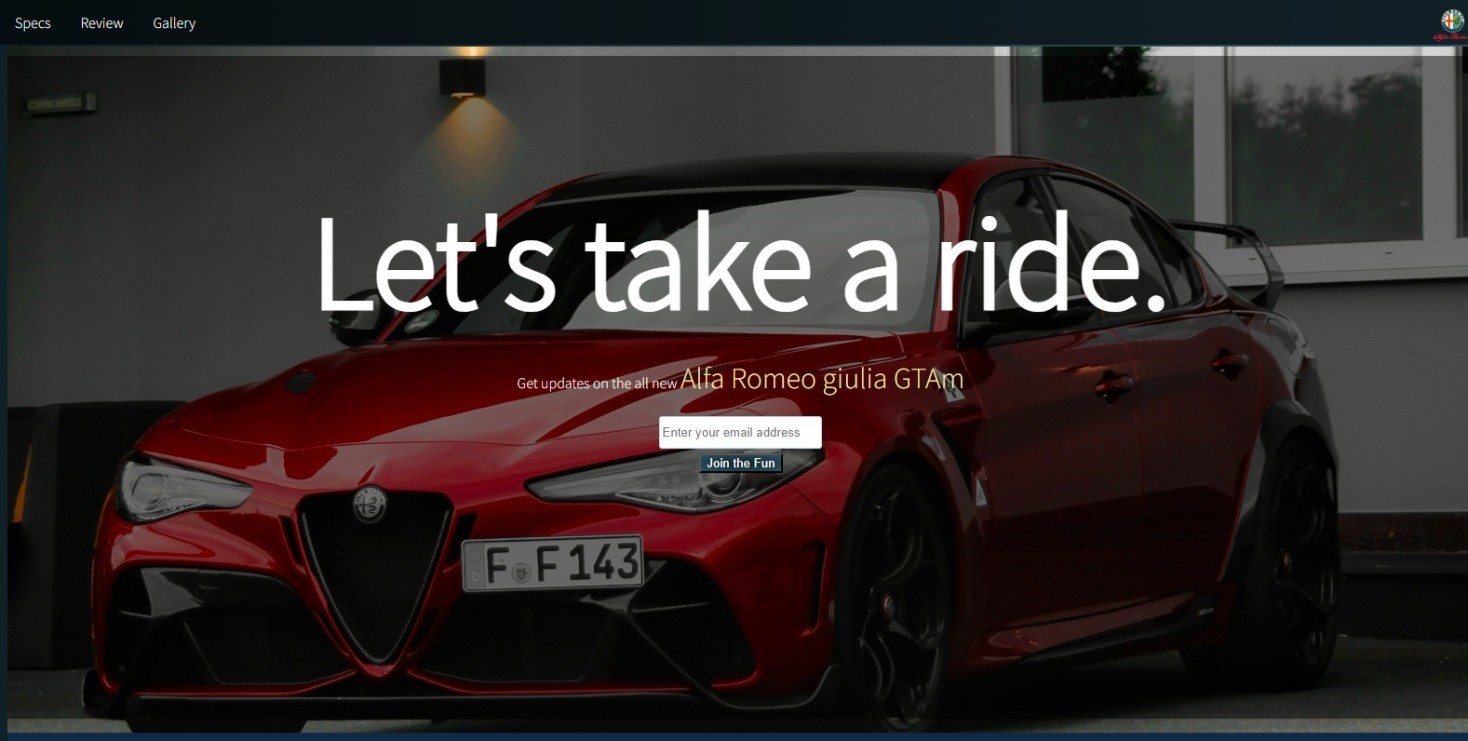 Specs Review Gallery
Let's take a ride.
Get updates on the all new Alfa Romeo giulia GTAm
Enter your email address
Join the Fun
F F 143